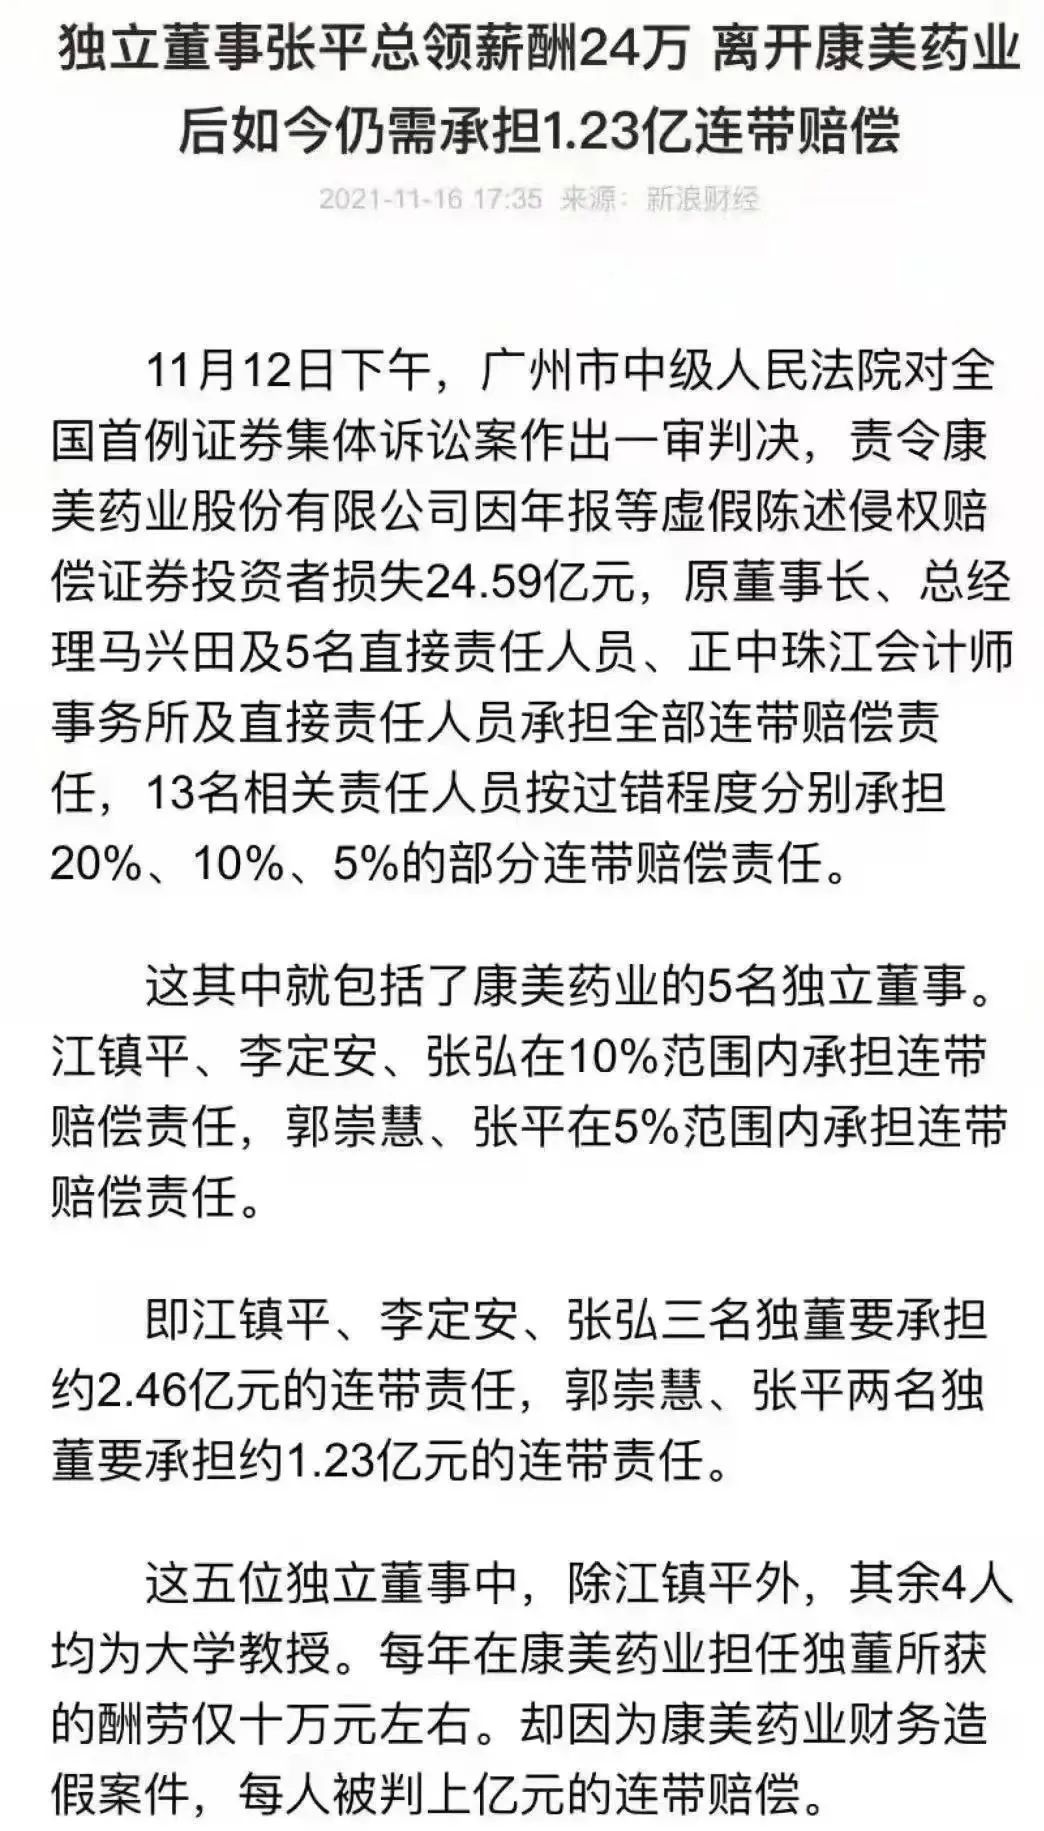 独立董事张平总领薪酬24万 离开康美药业
后如今仍需承担1.23亿连带赔偿
2021-11-16 17:35 来源：新浪财经
11月12日下午，广州市中级人民法院对全
国首例证券集体诉讼案作出一审判决，责令康
美药业股份有限公司因年报等虚假陈述侵权赔
偿证券投资者损失24.59亿元，原董事长、总经
理马兴田及5名直接责任人员、正中珠江会计师
事务所及直接责任人员承担全部连带赔偿责
任，13名相关责任人员按过错程度分别承担
20%、10%、5%的部分连带赔偿责任。
这其中就包括了康美药业的5名独立董事。
江镇平、李定安、张弘在10%范围内承担连带
赔偿责任，郭崇慧、张平在5%范围内承担连带
赔偿责任。
即江镇平、李定安、张弘三名独董要承担
约2.46亿元的连带责任，郭崇慧、张平两名独
董要承担约1.23亿元的连带责任。
这五位独立董事中，除江镇平外，其余4人
均为大学教授。每年在康美药业担任独董所获
的酬劳仅十万元左右。却因为康美药业财务造
假案件，每人被判上亿元的连带赔偿。